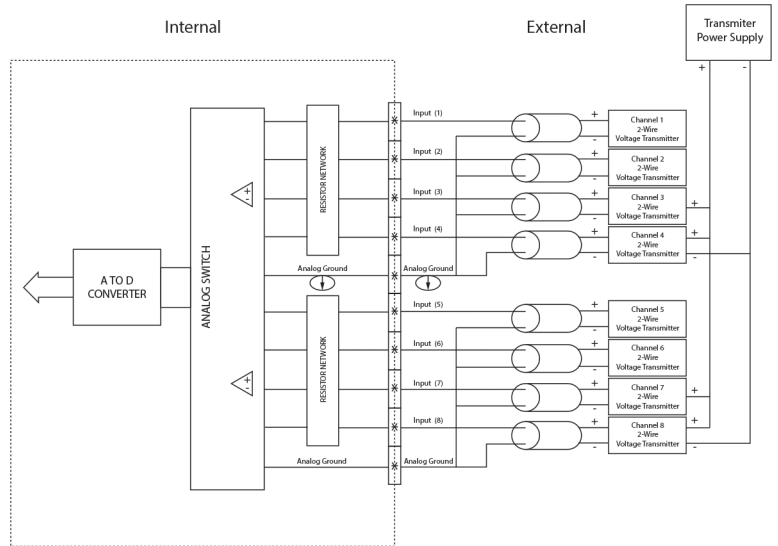 Internal
External
Transmiter
Power Supply
+
-
Input (1)
+
-
Channel 1
2-Wire
Voltage Transmitter
Input (2)
+
-
Channel 2
2-Wire
Voltage Transmitter
Input (3)
+
-
Channel 3
2-Wire
Voltage Transmitter
+
Input (4)
+
-
Channel 4
2-Wire
Voltage Transmitter
+
-
RESISTOR NETWORK
+
-
Analog Ground
Analog Ground
A TO D
CONVERTER
ANALOG SWITCH
Input (5)
+
-
Channel 5
2-Wire
Voltage Transmitter
Input (6)
+
-
Channel 6
2-Wire
Voltage Transmitter
Input (7)
+
-
Channel 7
2-Wire
Voltage Transmitter
+
Input (8)
+
-
Channel 8
2-Wire
Voltage Transmitter
+
-
RESISTOR NETWORK
+
-
Analog Ground
Analog Ground